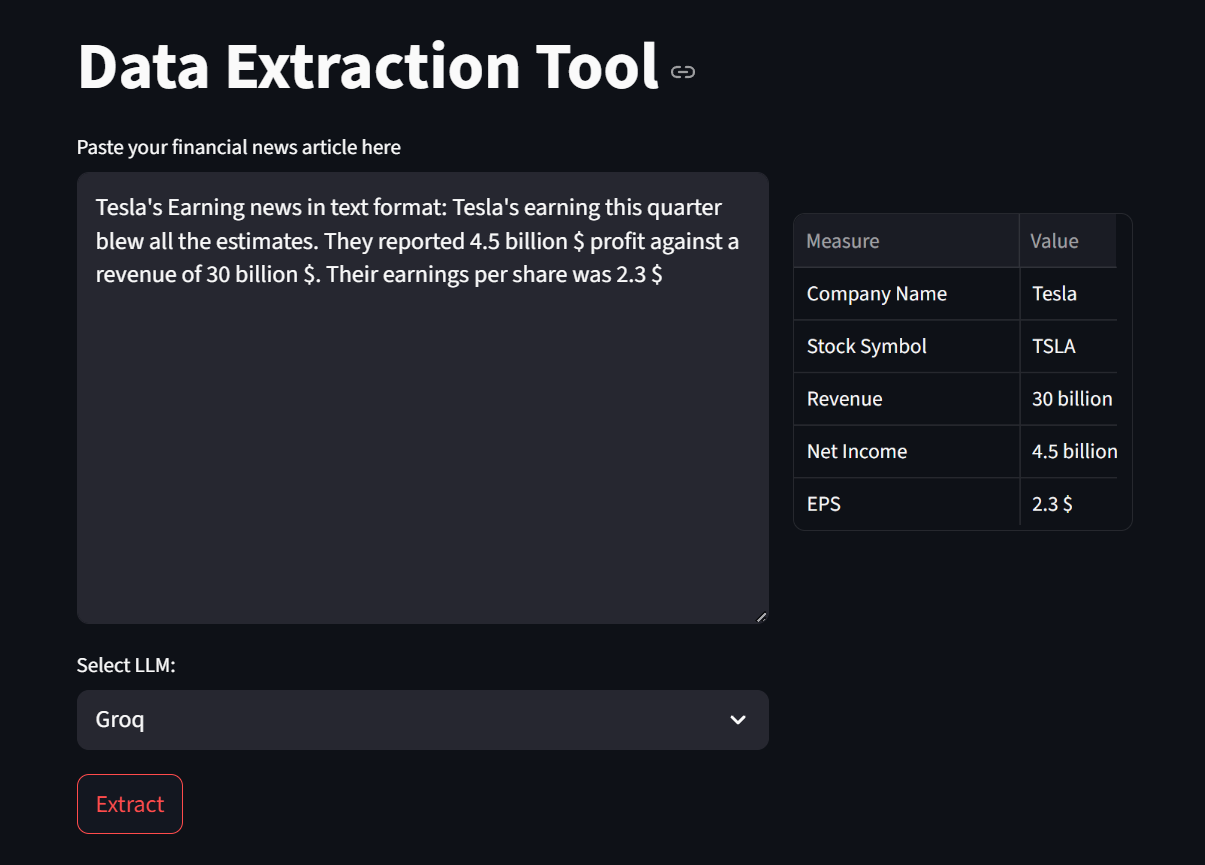 Data Extraction Tool
Paste your financial news article here
Tesla's Earning news in text format: Tesla's earning this quarter
blew all the estimates. They reported 4.5 billion $ profit against a
revenue of 30 billion $. Their earnings per share was 2.3 $
Measure Value
Company Name Tesla
Stock Symbol TSLA
Revenue 30 billion
Net Income 4.5 billion
EPS 2.3 $
Select LLM:
Groq
Extract